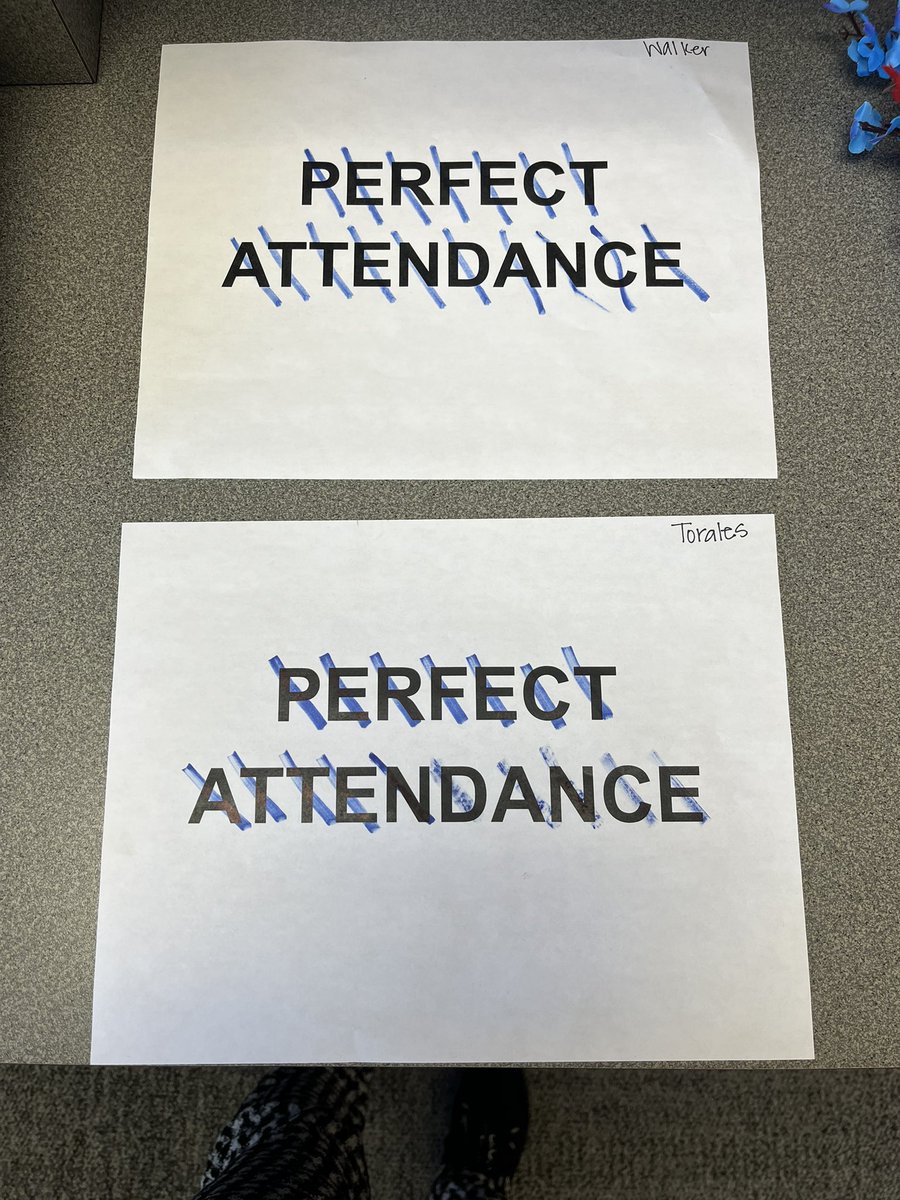 Walker
PERFECT
ATTENDANCE
Torales
PERFECT
ATTENDANCE